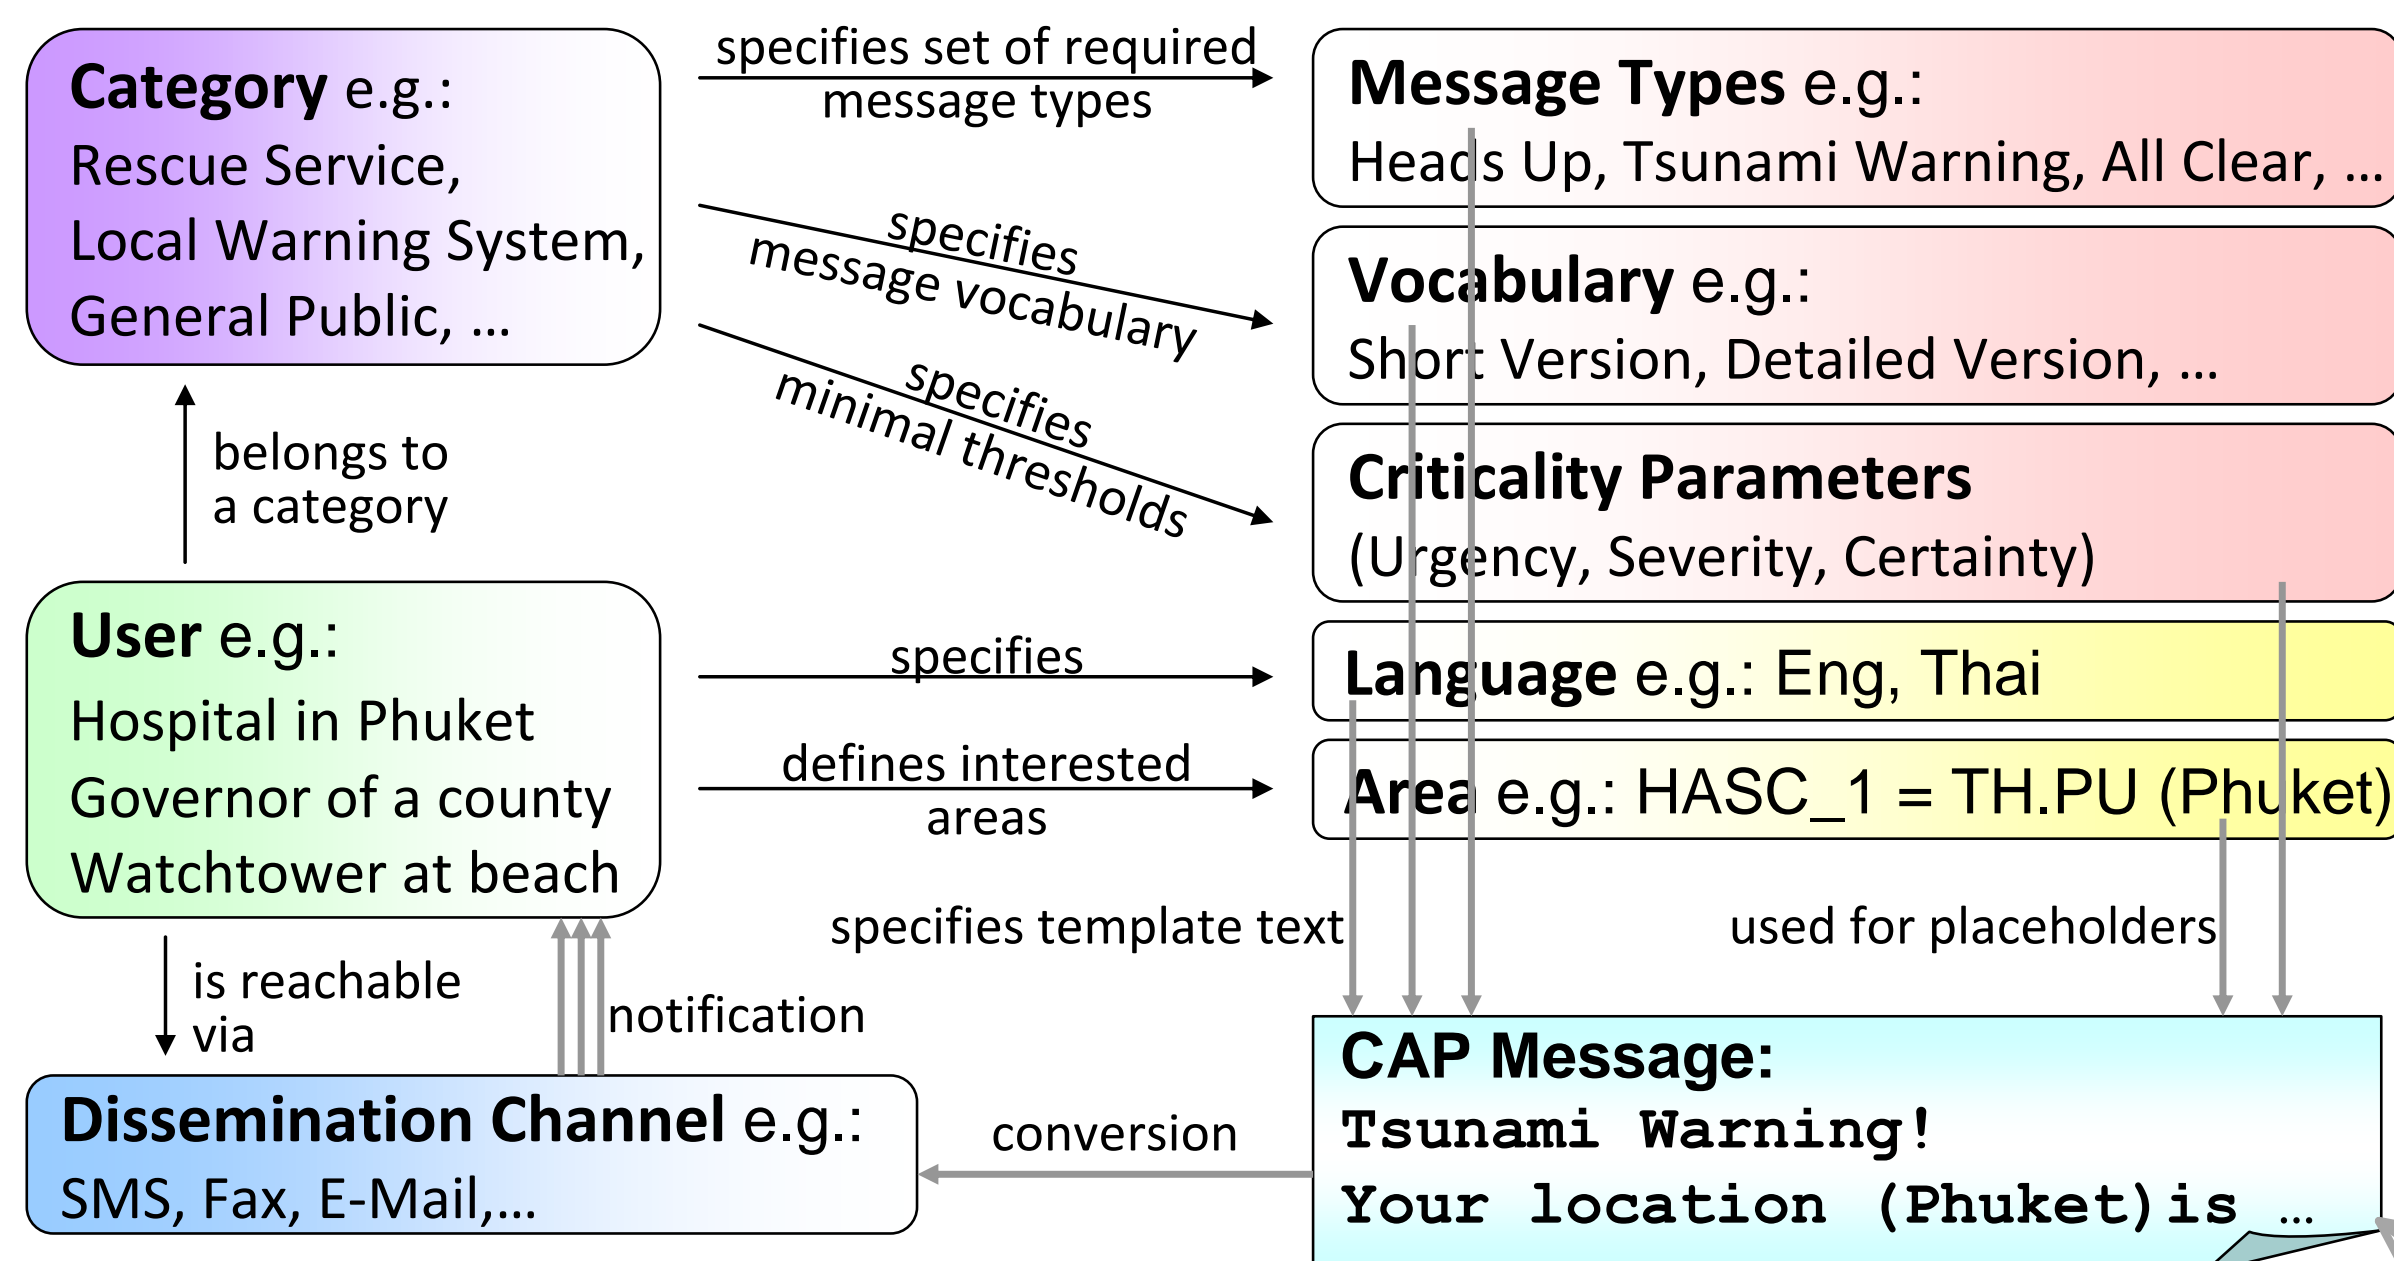 Category e.g.:
Rescue Service,
Local Warning System,
General Public, …
specifies set of required
message types
specifies
message vocabulary
specifies
minimal thresholds
Message Types e.g.:
Heads Up, Tsunami Warning, All Clear, …
Vocabulary e.g.:
Short Version, Detailed Version, …
Criticality Parameters
(Urgency, Severity, Certainty)
belongs to
a category
User e.g.:
Hospital in Phuket
Governor of a county
Watchtower at beach
specifies
defines interested
areas
Language e.g.: Eng, Thai
Area e.g.: HASC_1 = TH.PU (Phuket)
specifies template text
used for placeholders
is reachable
via
notification
Dissemination Channel e.g.:
SMS, Fax, E-Mail,…
conversion
CAP Message:
Tsunami Warning!
Your location (Phuket)is …